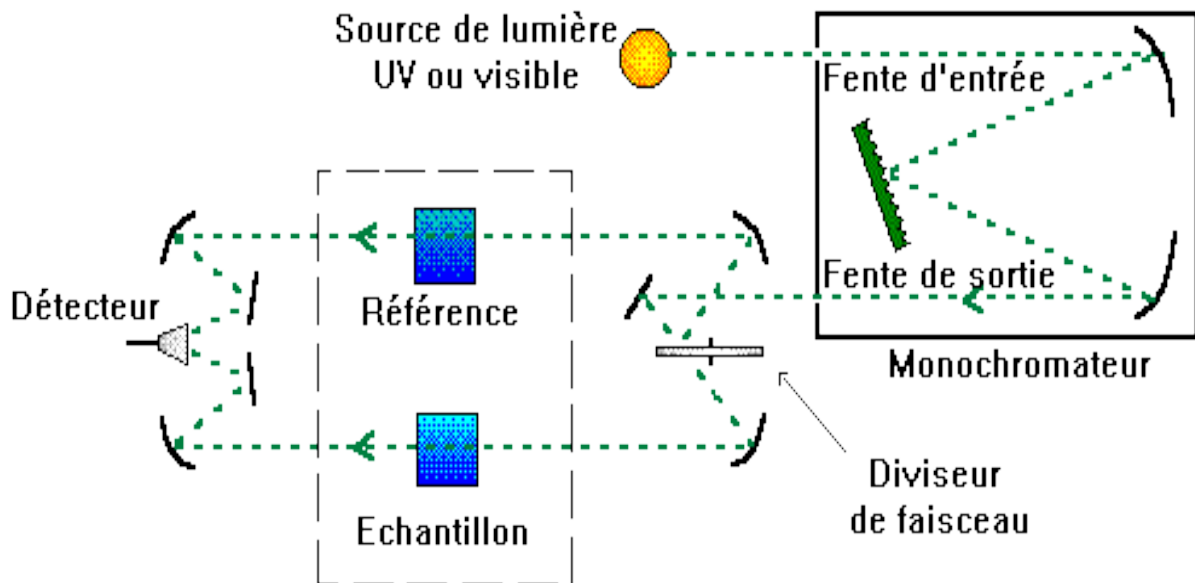 Source de lumière
UV ou visible
Fente d'entrée
Fente de sortie
Monochromateur
Détecteur
Référence
Echantillon
Diviseur
de faisceau